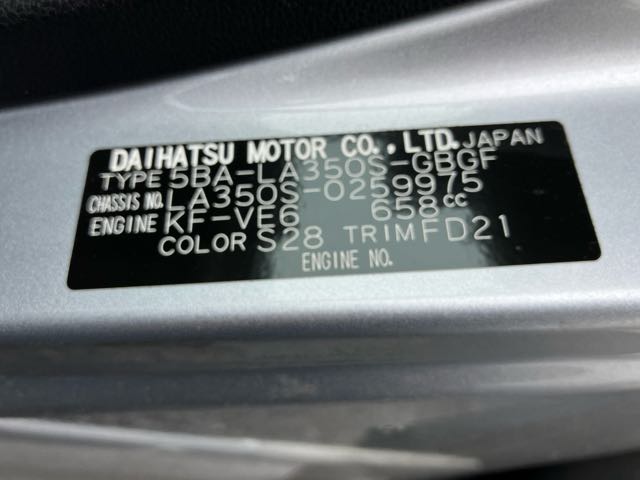 DAIHATSU MOTOR CO., LTD. JAPAN
TYPE 5BA-LA350S-GBGF
CHASSIS NO. LA350S-0259975
ENGINE KF-VE6 658cc
COLOR S28 TRIM FD21
ENGINE NO.